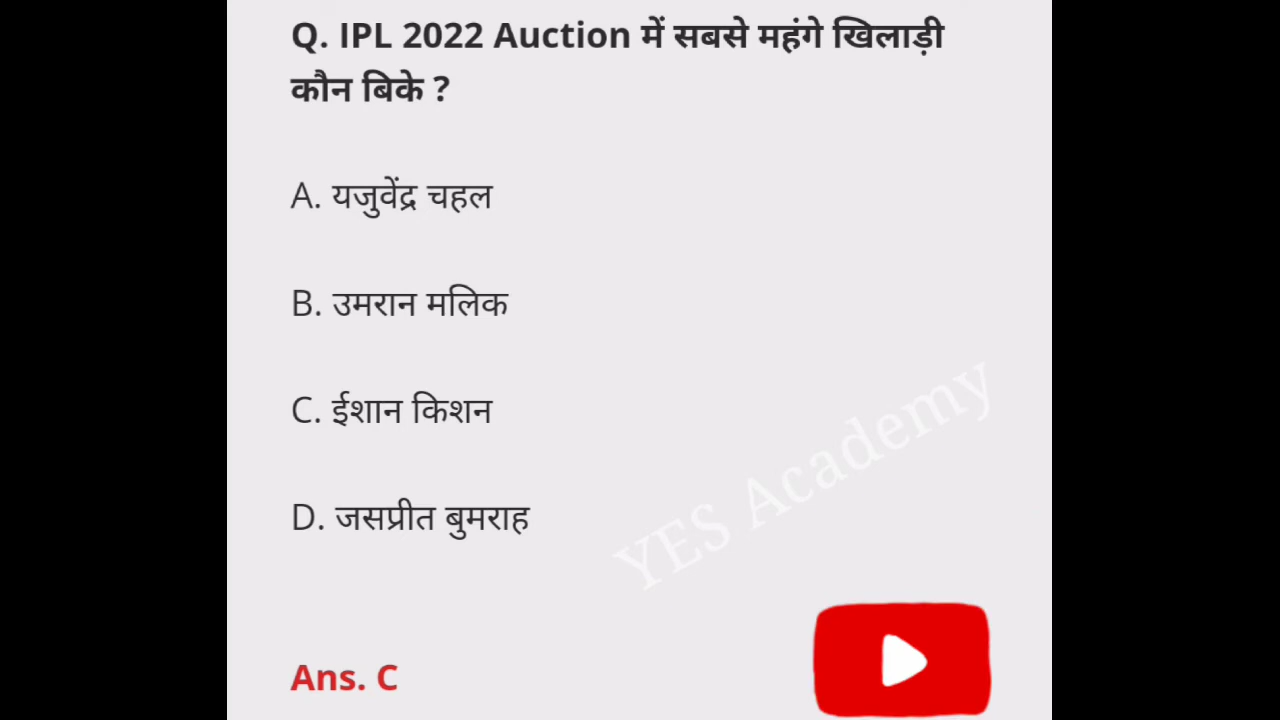 Q. IPL 2022 Auction में सबसे महंगे खिलाड़ी
कौन बिके ?
A. यजुवेंद्र चहल
B. उमरान मलिक
C. ईशान किशन
D. जसप्रीत बुमराह
YES Academy
Ans. C